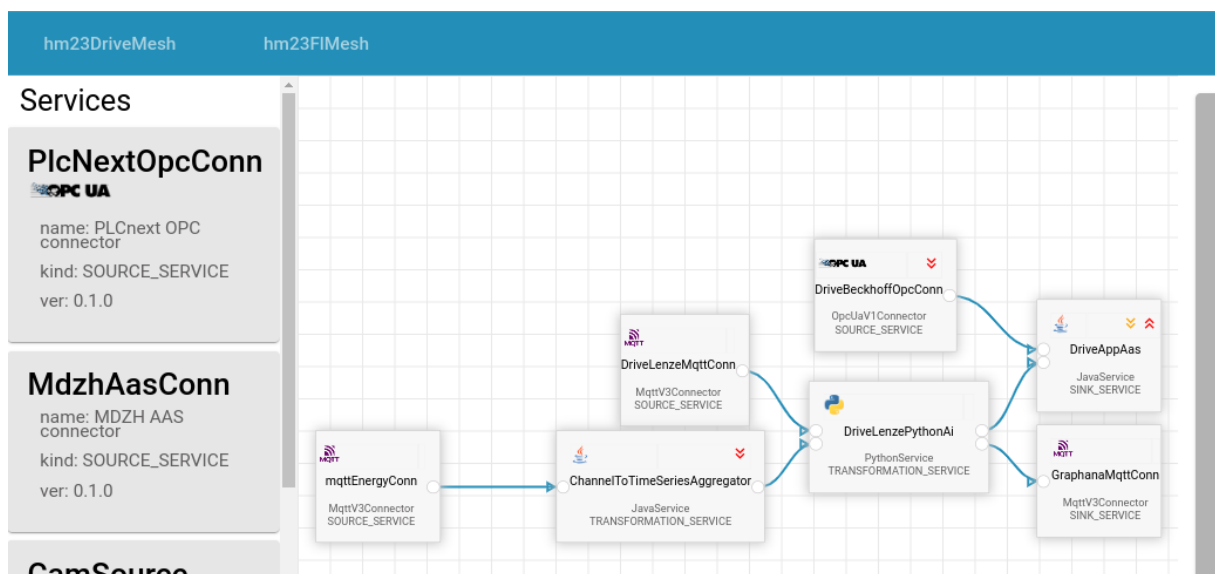 hm23DriveMesh
hm23FlMesh
Services
PlcNextOpcConn
OPC UA
name: PLCnext OPC
connector
kind: SOURCE_SERVICE
ver: 0.1.0
MdzhAasConn
name: MDZH AAS
connector
kind: SOURCE_SERVICE
ver: 0.1.0
CamSource
OPC UA
DriveBeckhoffOpcConn
OpcUaV1Connector
SOURCE_SERVICE
MQTT
DriveLenzeMqttConn
MqttV3Connector
SOURCE_SERVICE
DriveAppAas
JavaService
SINK_SERVICE
DriveLenzePythonAi
PythonService
TRANSFORMATION_SERVICE
MQTT
mqttEnergyConn
MqttV3Connector
SOURCE_SERVICE
ChannelToTimeSeriesAggregator
JavaService
TRANSFORMATION_SERVICE
MQTT
GraphanaMqttConn
MqttV3Connector
SINK_SERVICE